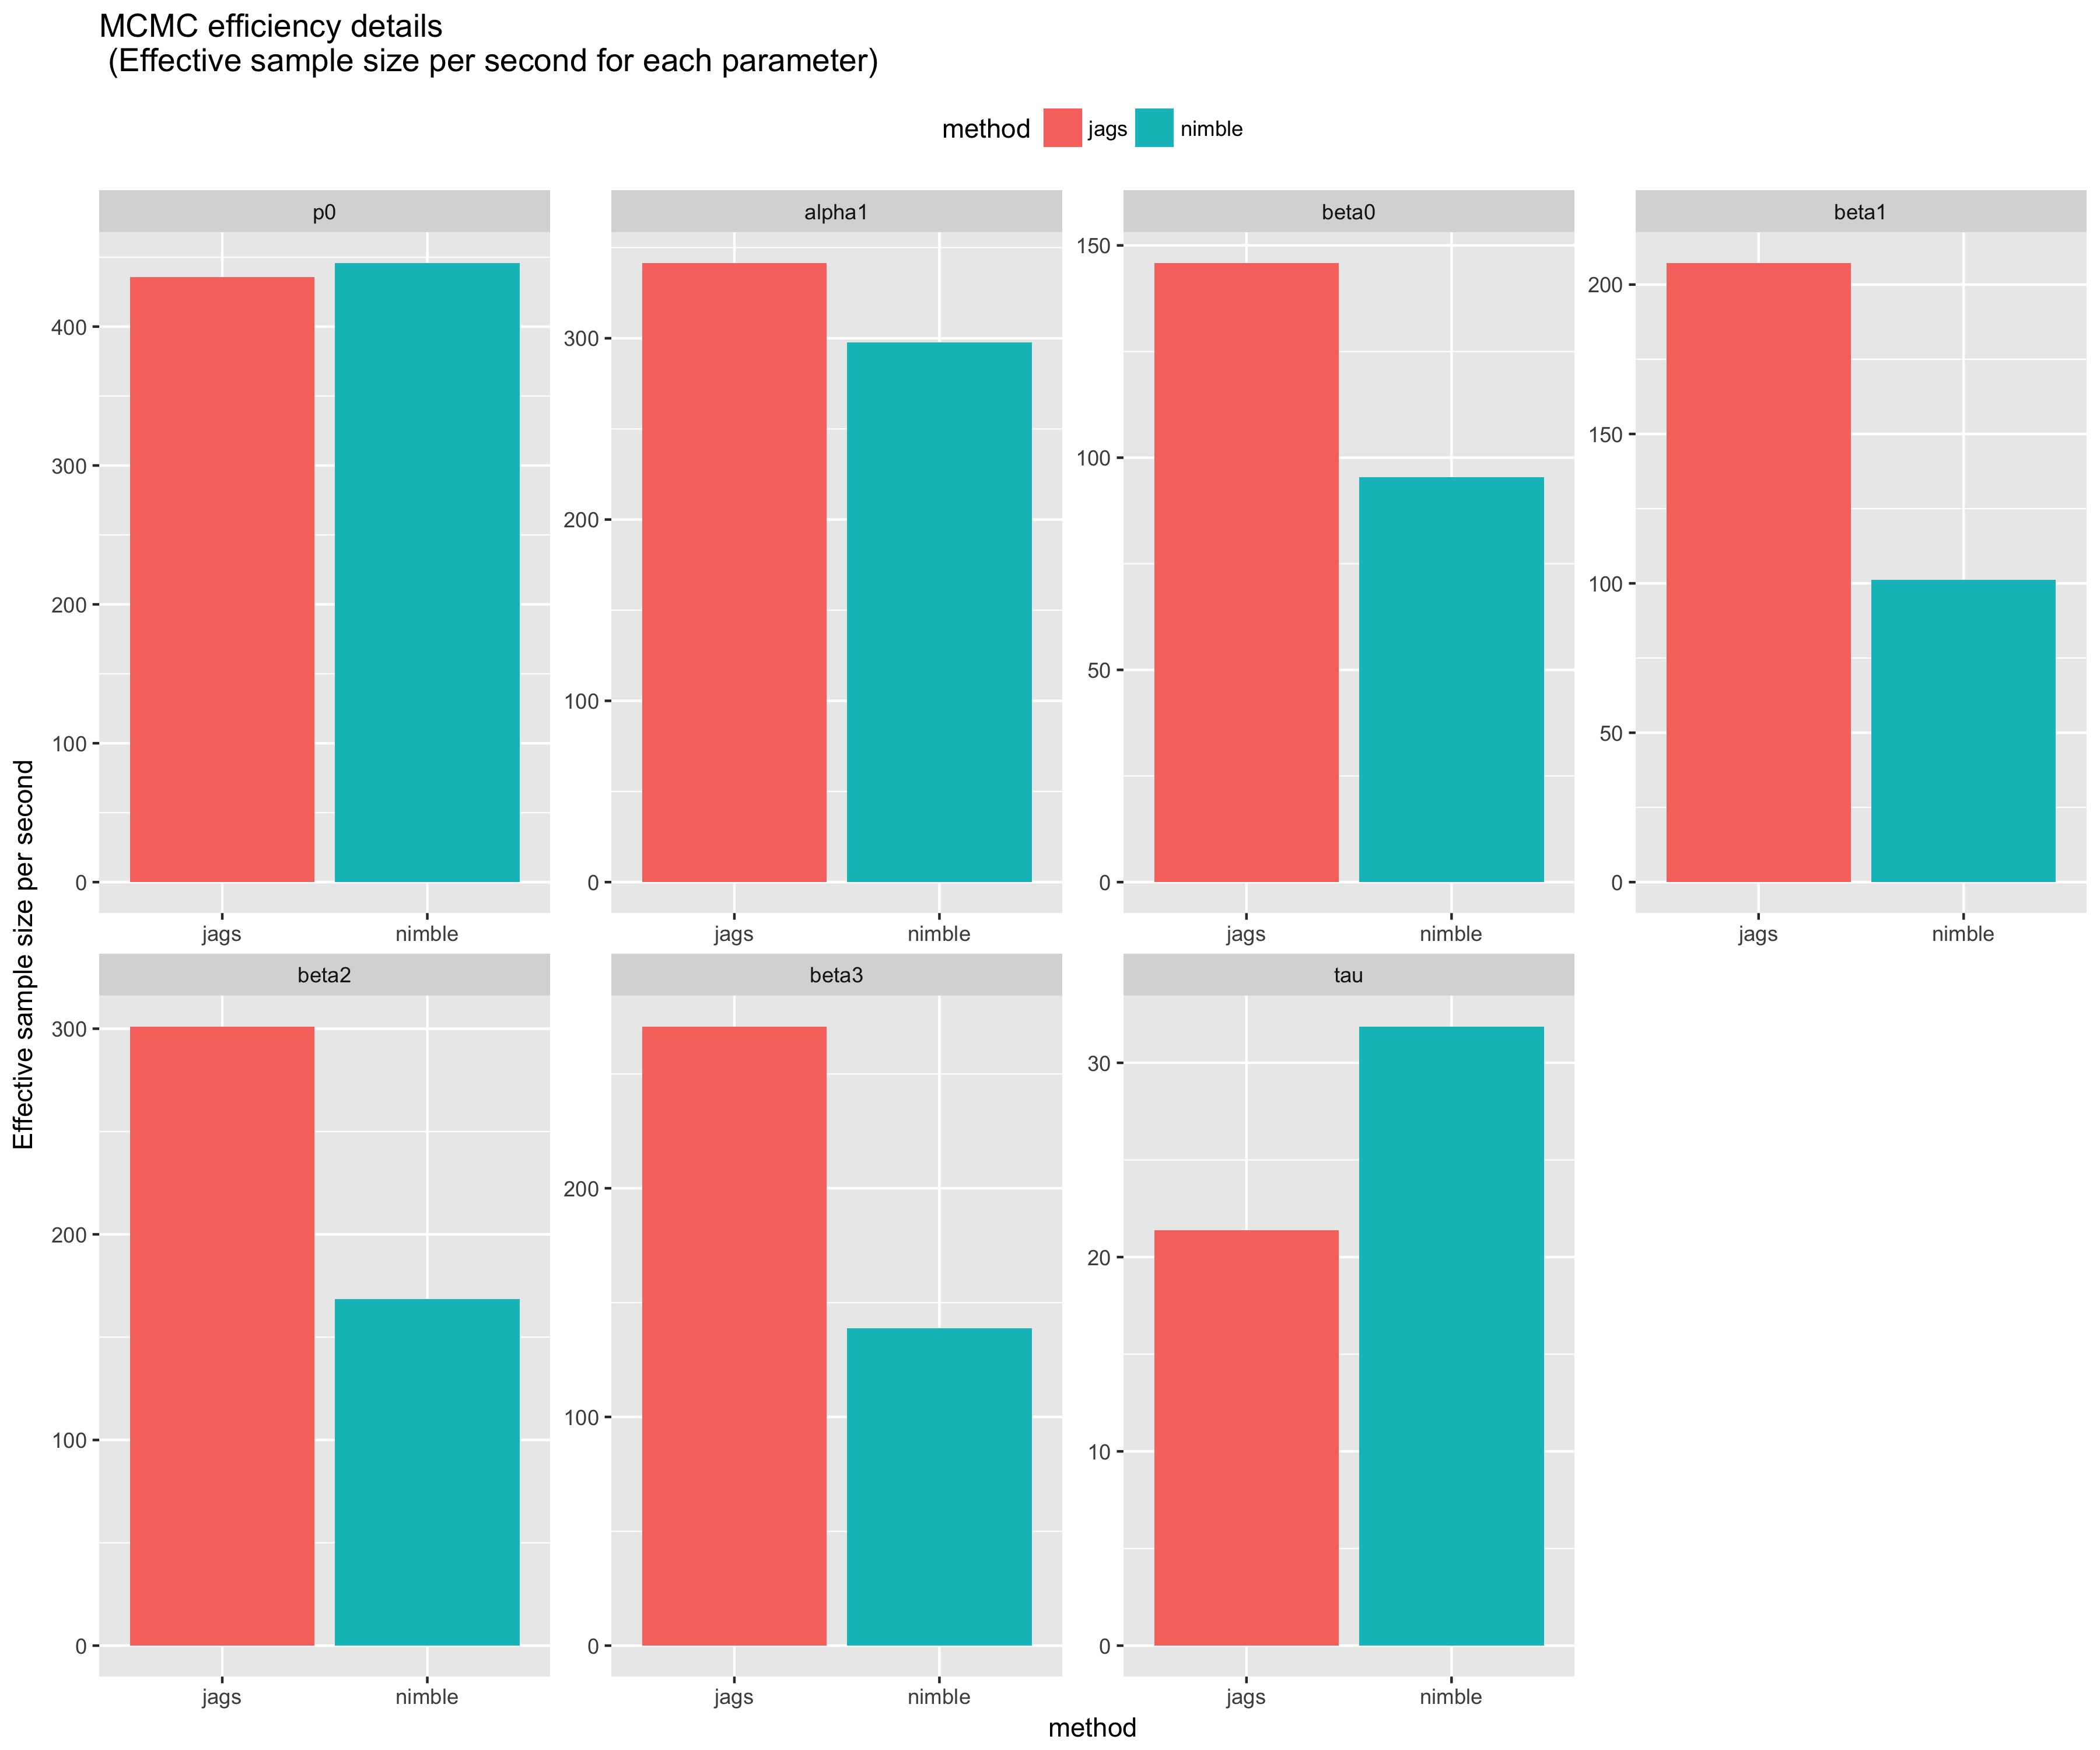 MCMC efficiency details
(Effective sample size per second for each parameter)
method jags nimble
p0
alpha1
beta0
beta1
400
300
200
100
0
300
200
100
0
150
100
50
0
200
150
100
50
0
jags nimble
jags nimble
jags nimble
jags nimble
Effective sample size per second
beta2
beta3
tau
300
200
100
0
200
100
0
30
20
10
0
jags nimble
jags nimble
jags nimble
method